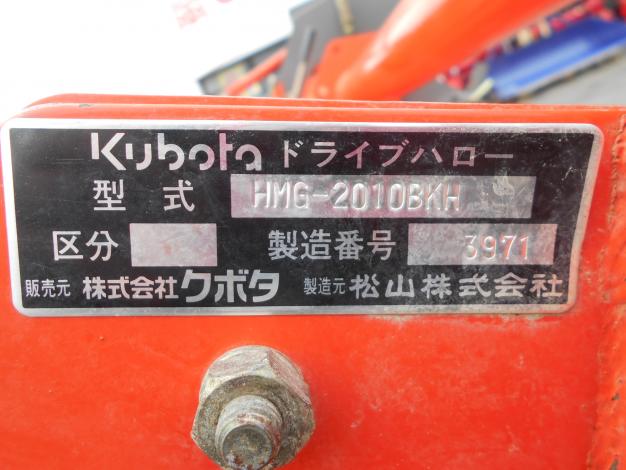 Kubota ドライブハロー
型式 HMG-2010BKH
区分 製造番号 3971
販売元 株式会社クボタ 製造元 松山株式会社